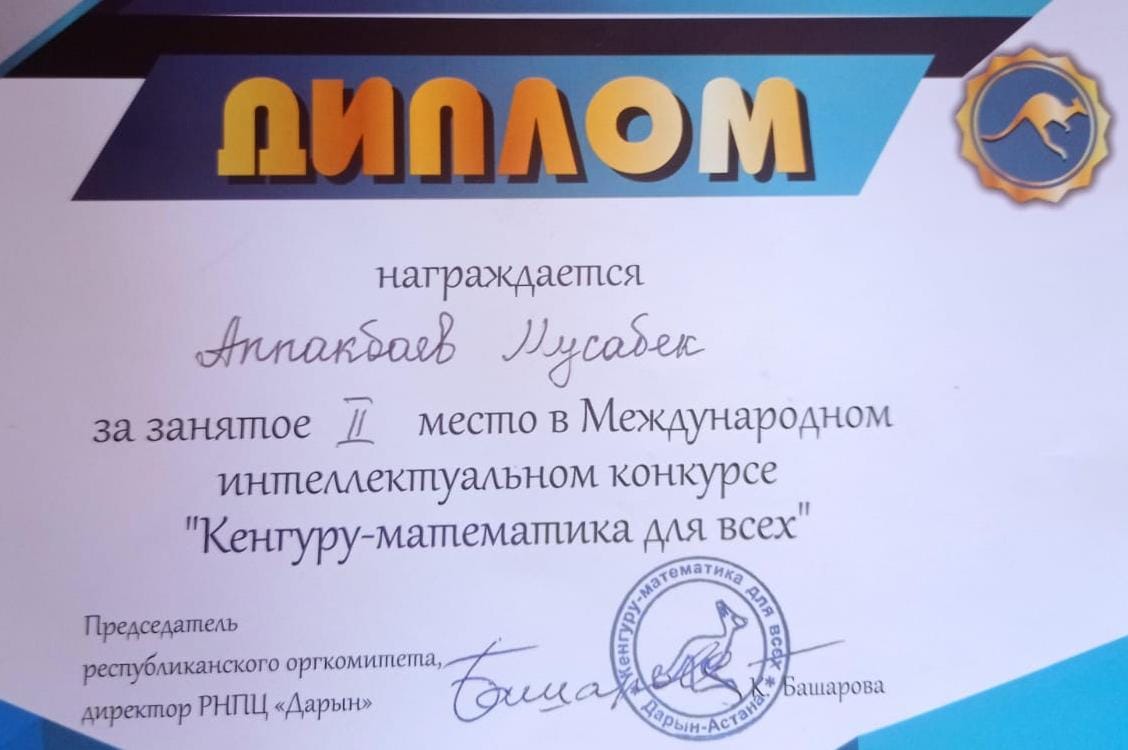 ДИПЛОМ
награждается
Аппакбаев Мусабек
за занятое II место в Международном
интеллектуальном конкурсе
"Кенгуру-математика для всех"
Председатель
республиканского оргкомитета,
директор РНПЦ «Дарын»
К. Башарова
Кенгуру-математика для всех * Дарын-Астана *